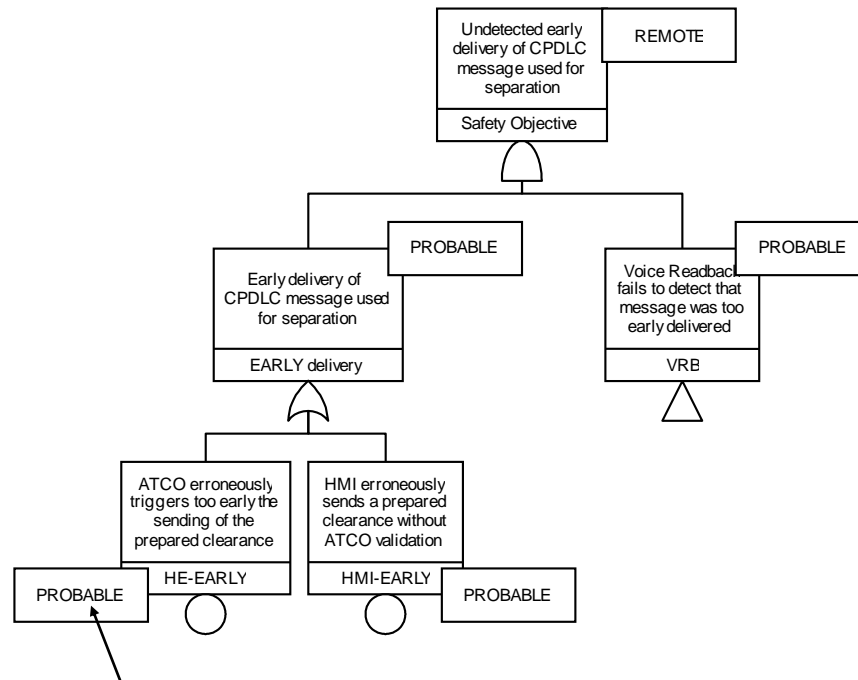 Undetected early
delivery of CPDLC
message used for
separation
Safety Objective
REMOTE
Early delivery of
CPDLC message used
for separation
EARLY delivery
PROBABLE
Voice Readback
fails to detect that
message was too
early delivered
VRB
PROBABLE
ATCO erroneously
triggers too early the
sending of the
prepared clearance
HE-EARLY
PROBABLE
HMI erroneously
sends a prepared
clearance without
ATCO validation
HMI-EARLY
PROBABLE